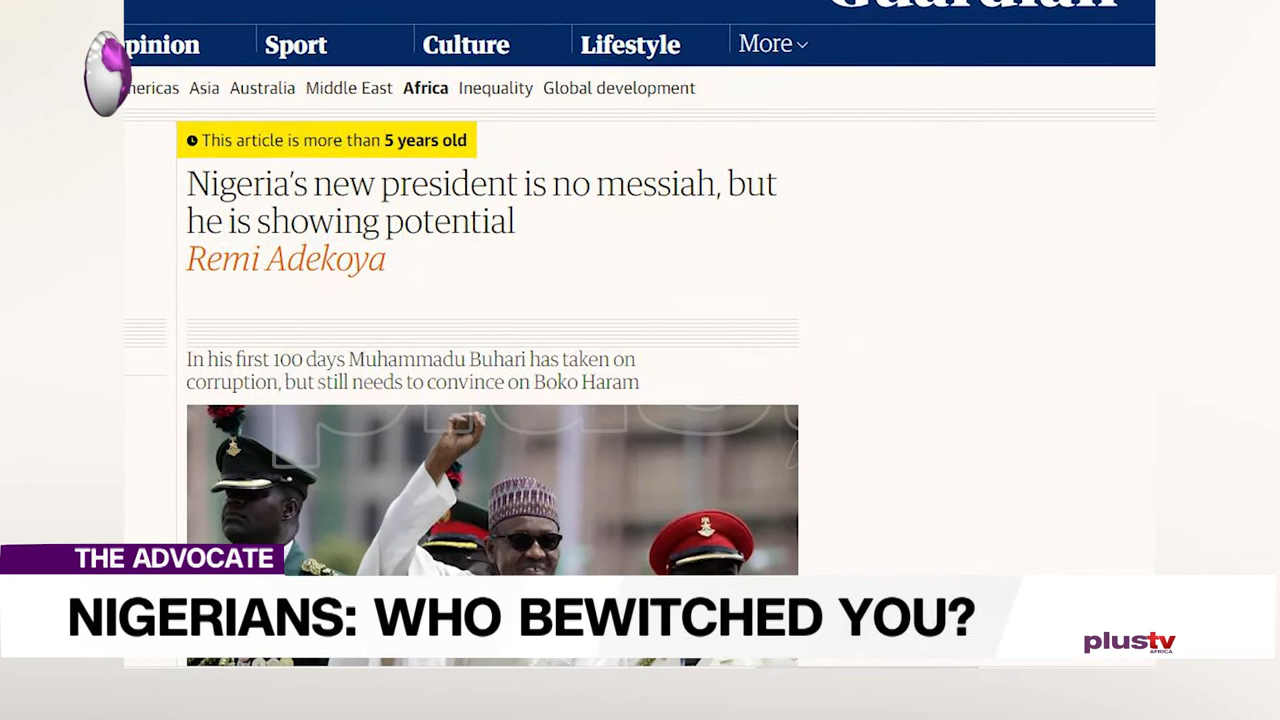 Guardian
pinion Sport Culture Lifestyle More
mericas Asia Australia Middle East Africa Inequality Global development
This article is more than 5 years old
Nigeria's new president is no messiah, but
he is showing potential
Remi Adekoya
In his first 100 days Muhammadu Buhari has taken on
corruption, but still needs to convince on Boko Haram
plus
THE ADVOCATE
NIGERIANS: WHO BEWITCHED YOU?
plustv
AFRICA